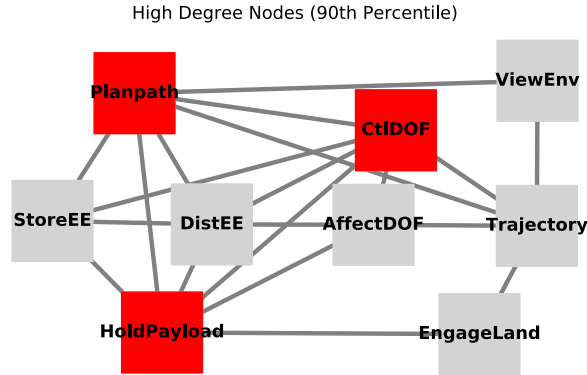 High Degree Nodes (90th Percentile)
ViewEnv
Planpath
CtlDOF
StoreEE
DistEE
AffectDOF
Trajectory
HoldPayload
EngageLand